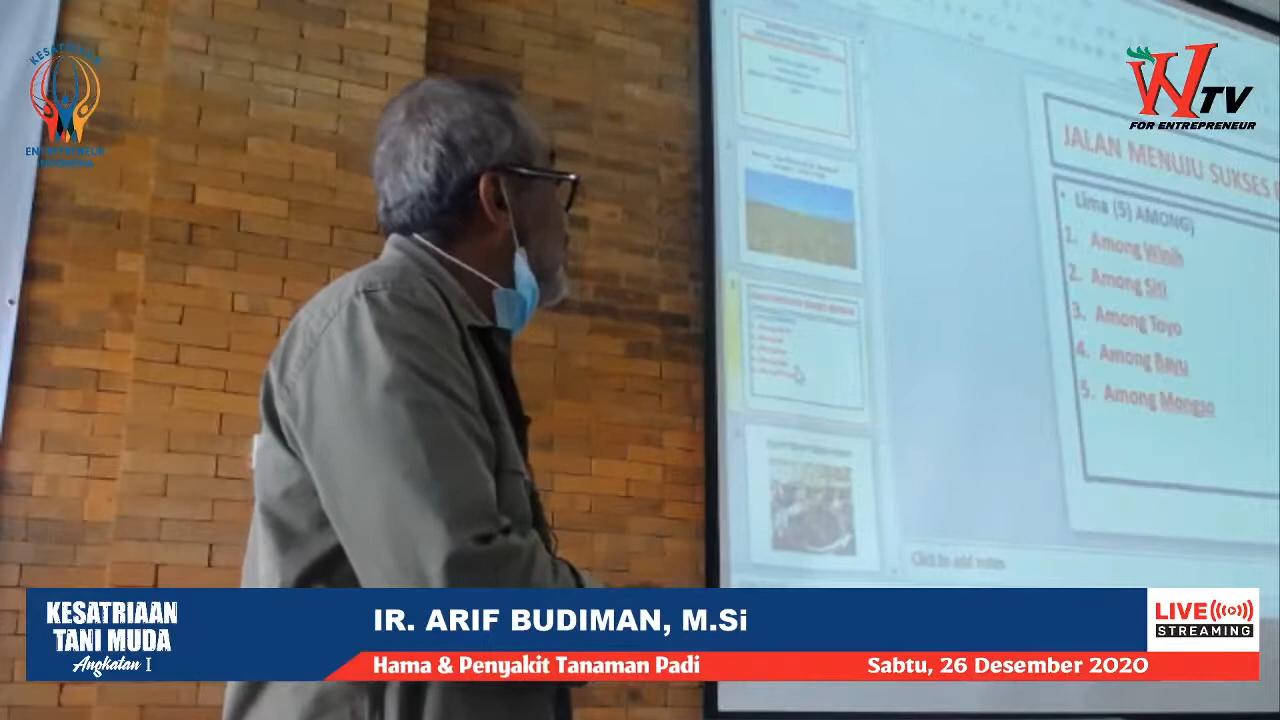 KESATRIAAN
ENTREPRENEUR
INDONESIA
WTV
FOR ENTREPRENEUR
JALAN MENUJU SUKSES
• Lima (5) AMONG)
1. Among Winih
2. Among Siti
3. Among Toyo
4. Among Bayu
5. Among Mongso
Click to add notes
KESATRIAAN
TANI MUDA
Angkatan I
IR. ARIF BUDIMAN, M.Si
Hama & Penyakit Tanaman Padi
Sabtu, 26 Desember 2020
LIVE
STREAMING